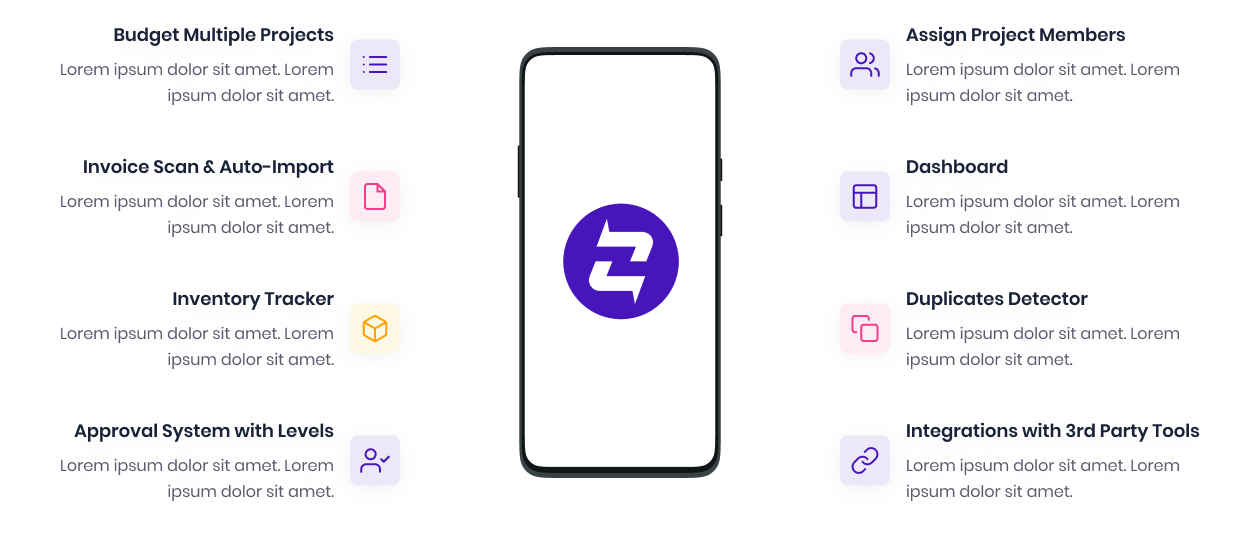 Budget Multiple Projects
Lorem ipsum dolor sit amet. Lorem
ipsum dolor sit amet.
Invoice Scan & Auto-Import
Lorem ipsum dolor sit amet. Lorem
ipsum dolor sit amet.
Inventory Tracker
Lorem ipsum dolor sit amet. Lorem
ipsum dolor sit amet.
Approval System with Levels
Lorem ipsum dolor sit amet. Lorem
ipsum dolor sit amet.
Assign Project Members
Lorem ipsum dolor sit amet. Lorem
ipsum dolor sit amet.
Dashboard
Lorem ipsum dolor sit amet. Lorem
ipsum dolor sit amet.
Duplicates Detector
Lorem ipsum dolor sit amet. Lorem
ipsum dolor sit amet.
Integrations with 3rd Party Tools
Lorem ipsum dolor sit amet. Lorem
ipsum dolor sit amet.